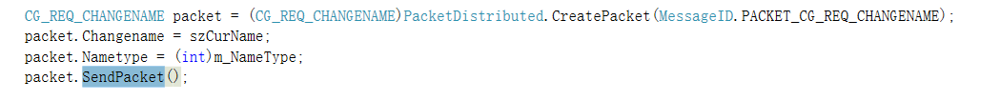 CG_REQ_CHANGENAME packet = (CG_REQ_CHANGENAME)PacketDistributed.CreatePacket(MessageID.PACKET_CG_REQ_CHANGENAME);
packet.Changename = szCurName;
packet.Nametype = (int)m_NameType;
packet.SendPacket();